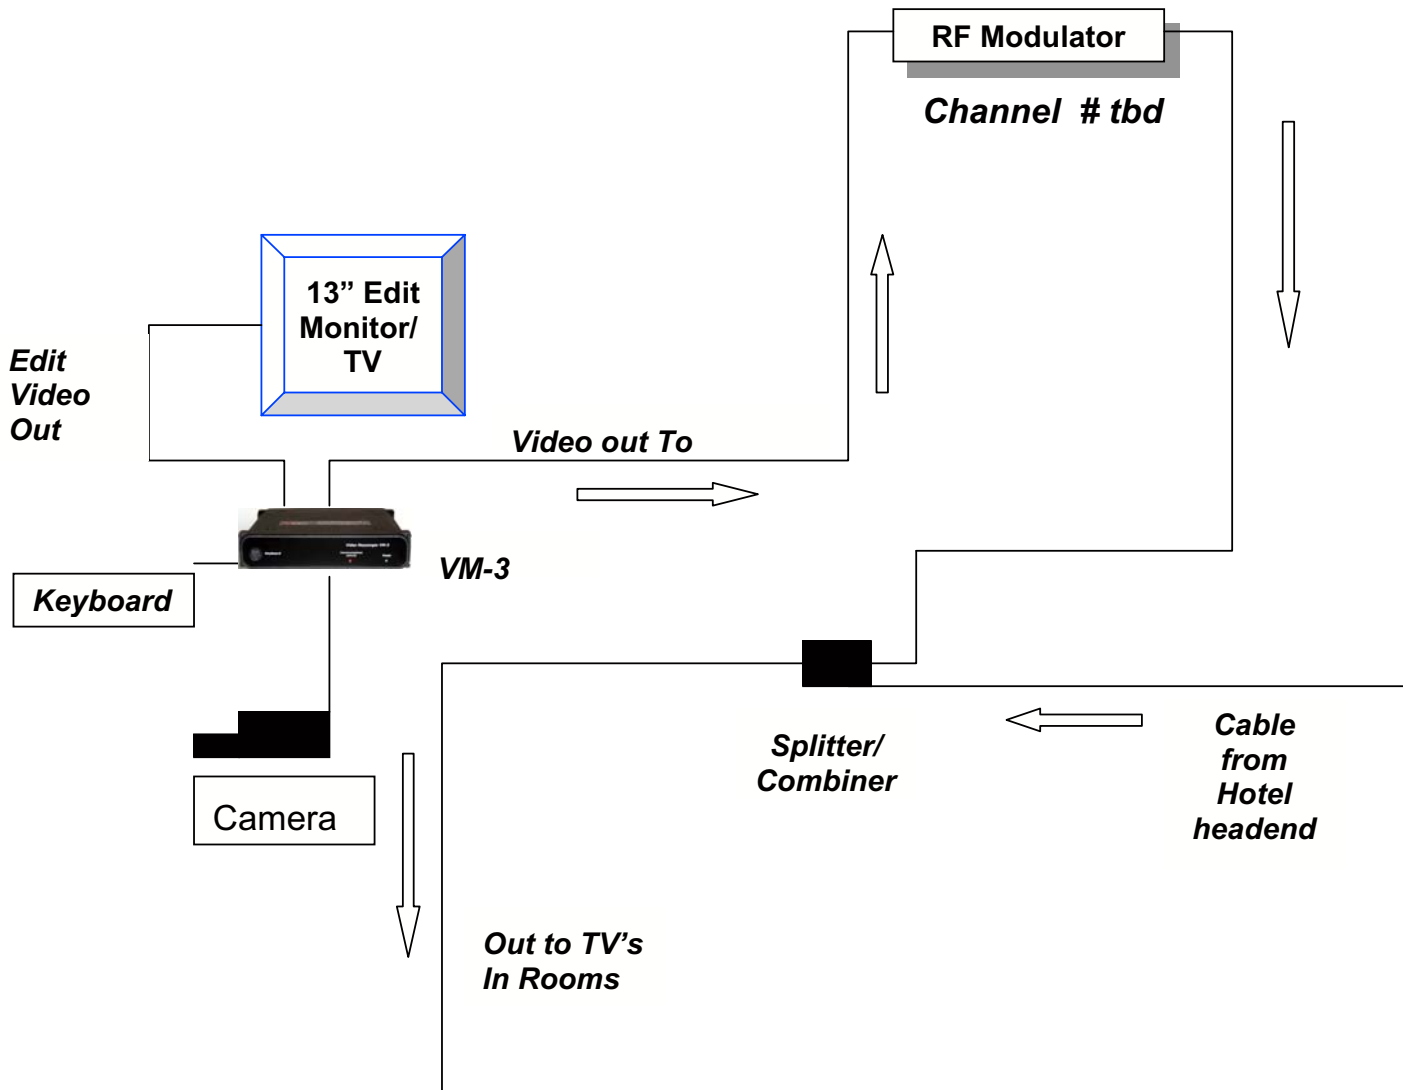 RF Modulator
Channel # tbd
13” Edit
Monitor/
TV
Edit
Video
Out
Video out To
VM-3
Keyboard
Splitter/
Combiner
Cable
from
Hotel
headend
Camera
Out to TV’s
In Rooms